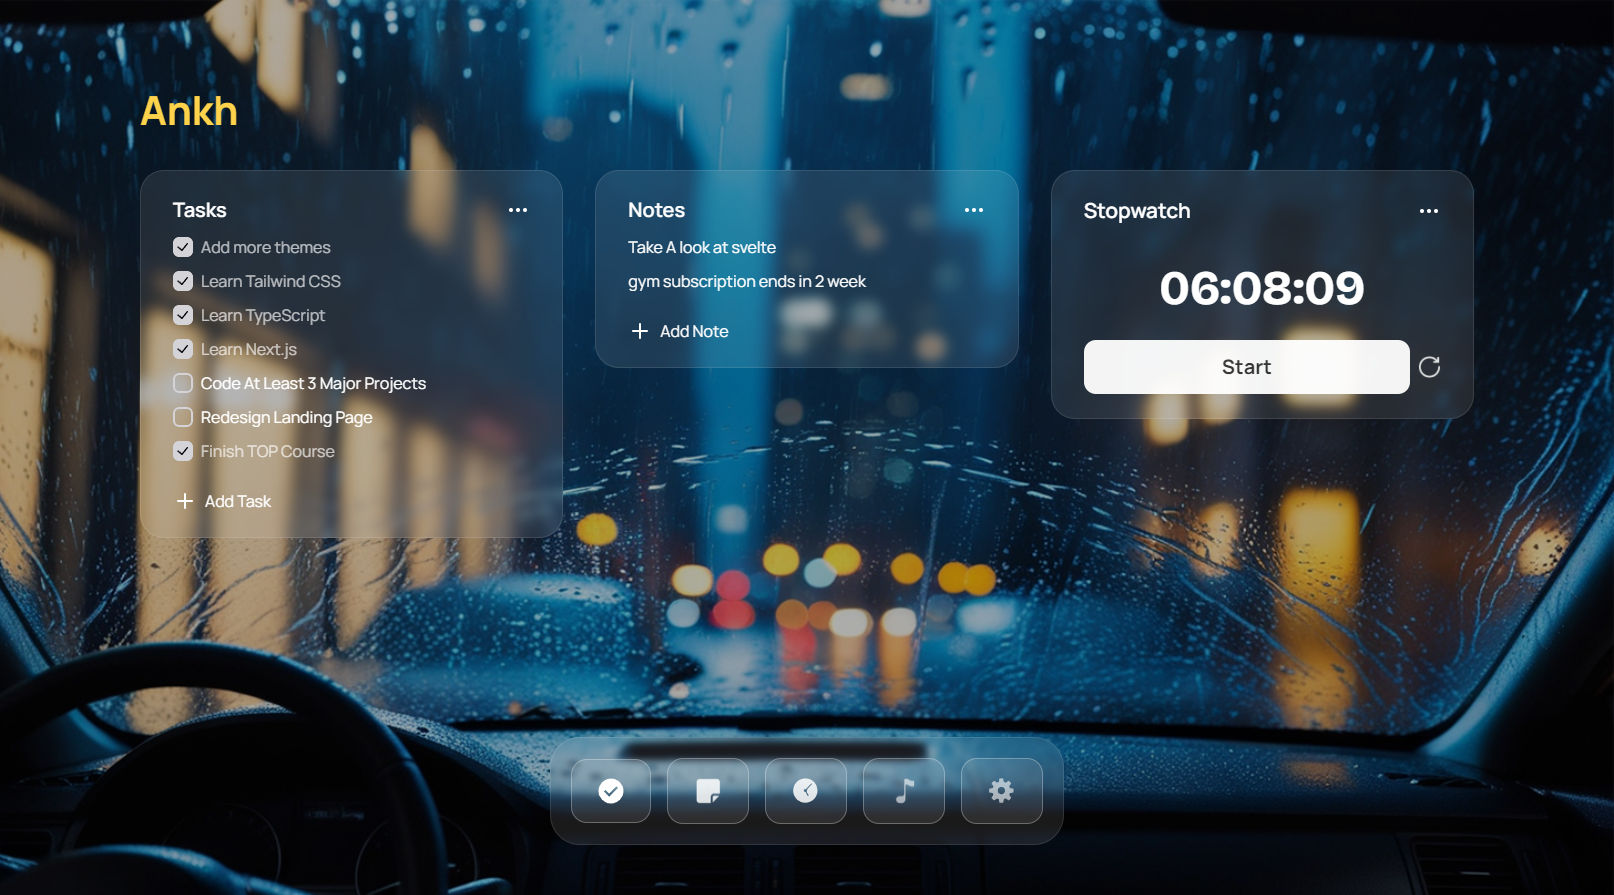 Ankh
Tasks
Add more themes
Learn Tailwind CSS
Learn TypeScript
Learn Next.js
Code At Least 3 Major Projects
Redesign Landing Page
Finish TOP Course
Add Task
Notes
Take A look at svelte
gym subscription ends in 2 week
Add Note
Stopwatch
06:08:09
Start